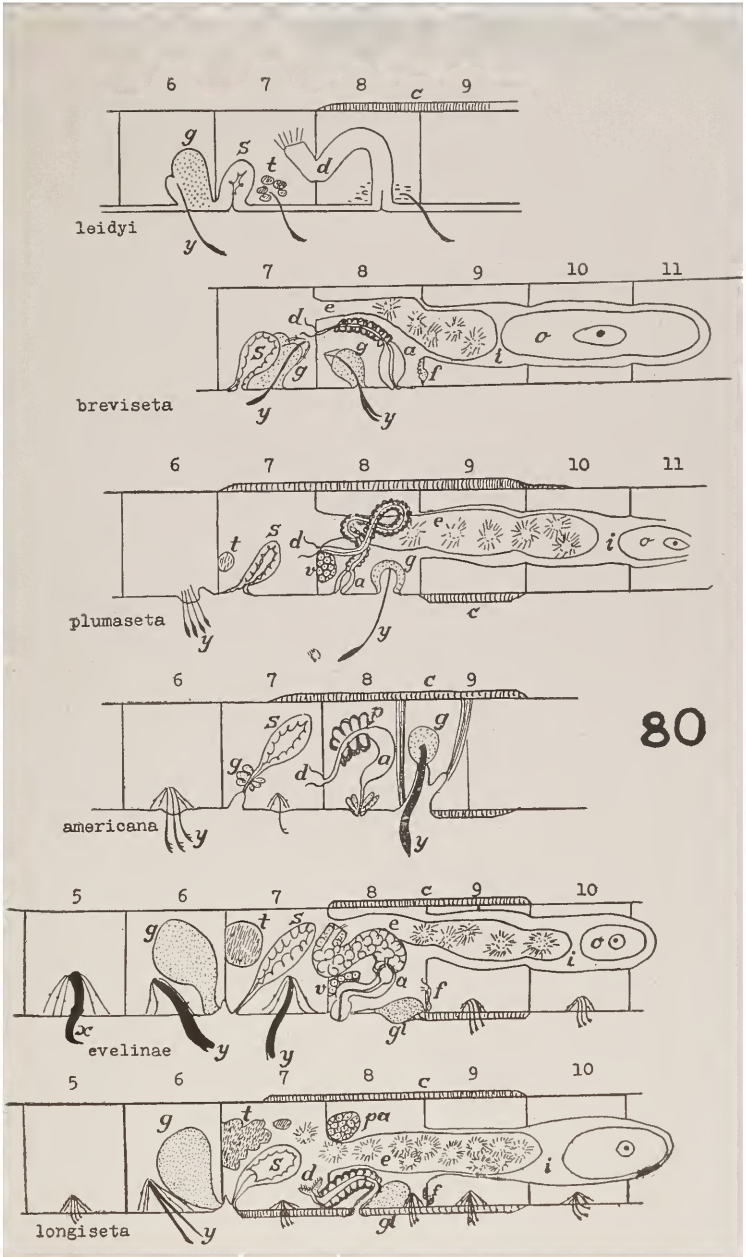 6 7 8 c 9
g s t d
y
leidyi
7 8 9 10 11
e d s g g a i o f
y y
breviseta
6 7 8 9 10 11
t s d v a g e i o
y y c
plumaseta
6 7 8 c 9
g s d p a g
y y
americana
80
5 6 7 8 c 9 10
g t s e v a f i o
x y y gl
evelinae
5 6 7 8 c 9 10
g t s pa d e i f
y gl
longiseta